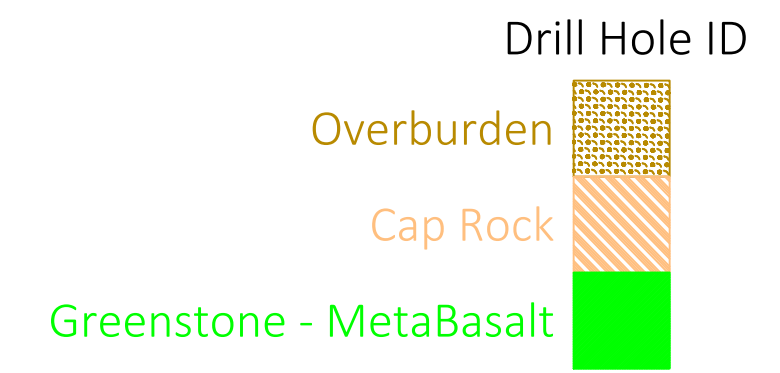 Drill Hole ID
Overburden
Cap Rock
Greenstone - MetaBasalt